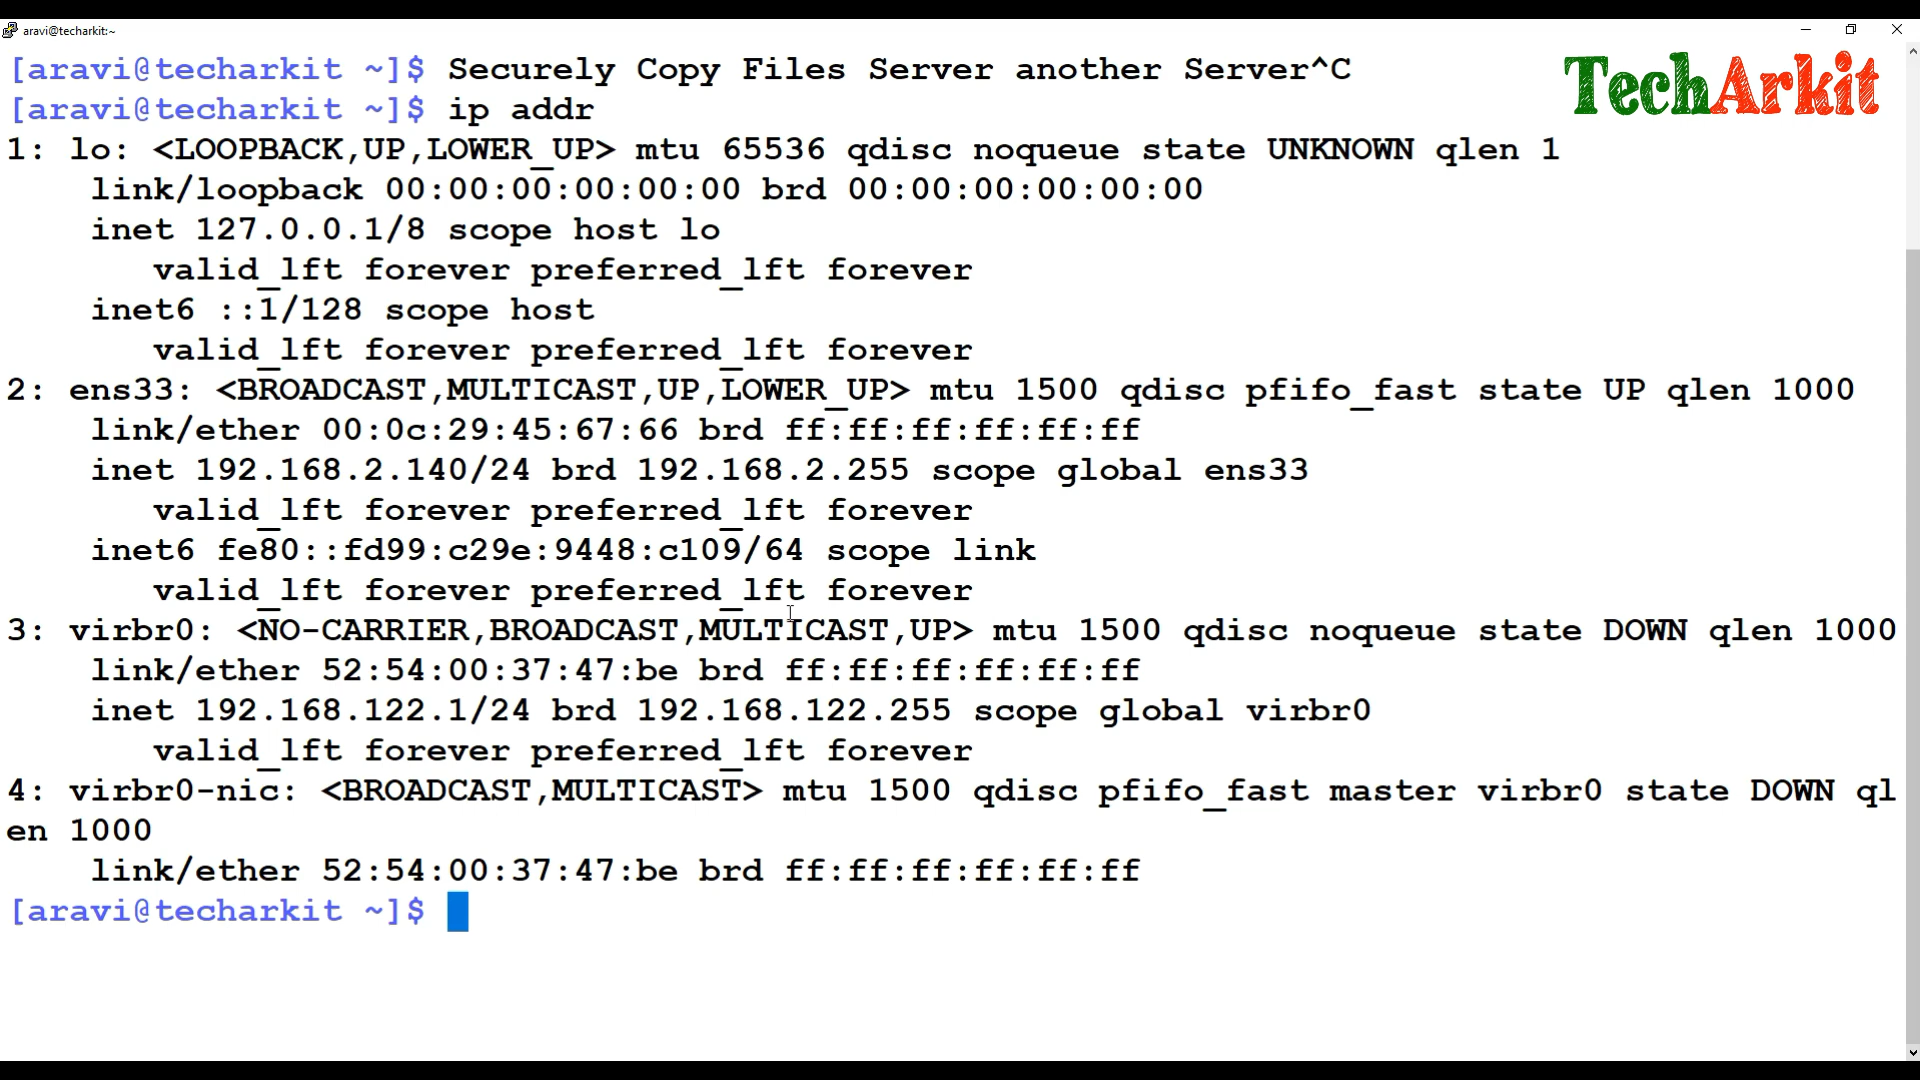 aravi@techarkit:~
TechArkit
[aravi@techarkit ~]$ Securely Copy Files Server another Server^C
[aravi@techarkit ~]$ ip addr
1: lo: <LOOPBACK,UP,LOWER_UP> mtu 65536 qdisc noqueue state UNKNOWN qlen 1
    link/loopback 00:00:00:00:00:00 brd 00:00:00:00:00:00
    inet 127.0.0.1/8 scope host lo
       valid_lft forever preferred_lft forever
    inet6 ::1/128 scope host
       valid_lft forever preferred_lft forever
2: ens33: <BROADCAST,MULTICAST,UP,LOWER_UP> mtu 1500 qdisc pfifo_fast state UP qlen 1000
    link/ether 00:0c:29:45:67:66 brd ff:ff:ff:ff:ff:ff
    inet 192.168.2.140/24 brd 192.168.2.255 scope global ens33
       valid_lft forever preferred_lft forever
    inet6 fe80::fd99:c29e:9448:c109/64 scope link
       valid_lft forever preferred_lft forever
3: virbr0: <NO-CARRIER,BROADCAST,MULTICAST,UP> mtu 1500 qdisc noqueue state DOWN qlen 1000
    link/ether 52:54:00:37:47:be brd ff:ff:ff:ff:ff:ff
    inet 192.168.122.1/24 brd 192.168.122.255 scope global virbr0
       valid_lft forever preferred_lft forever
4: virbr0-nic: <BROADCAST,MULTICAST> mtu 1500 qdisc pfifo_fast master virbr0 state DOWN ql
en 1000
    link/ether 52:54:00:37:47:be brd ff:ff:ff:ff:ff:ff
[aravi@techarkit ~]$